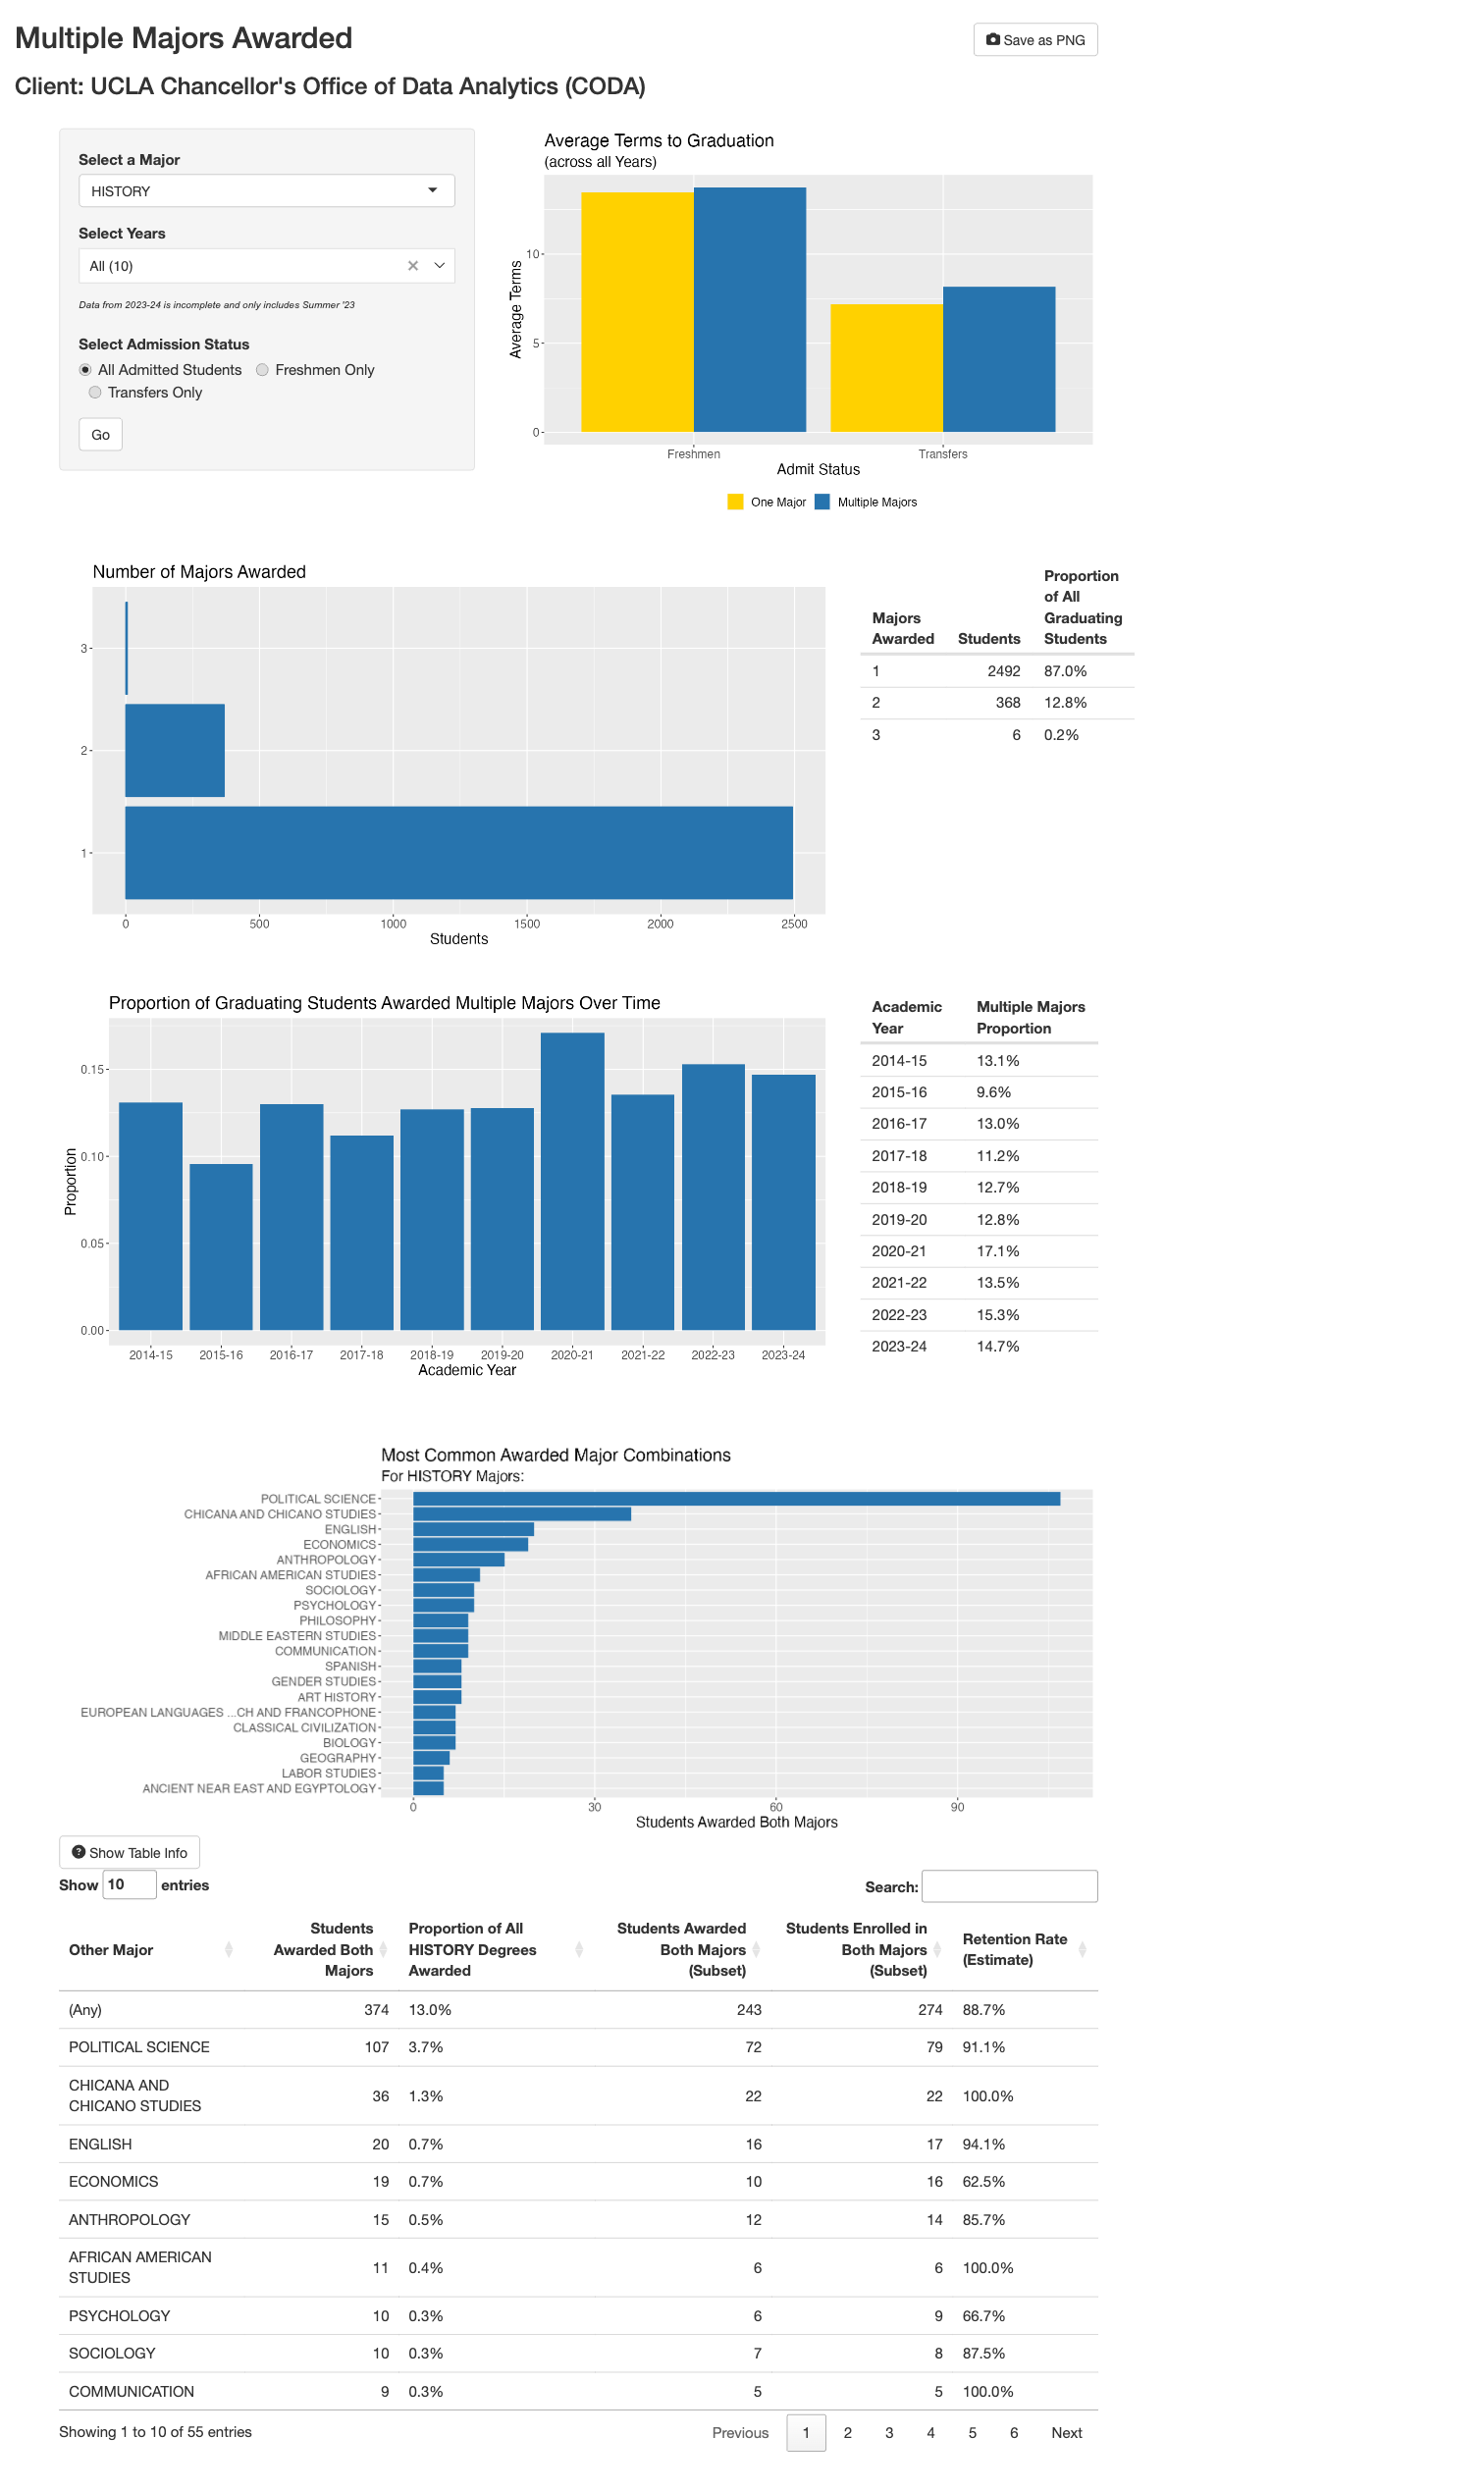 Multiple Majors Awarded
Save as PNG
Client: UCLA Chancellor's Office of Data Analytics (CODA)
Select a Major
HISTORY
Select Years
All (10)
Data from 2023-24 is incomplete and only includes Summer '23
Select Admission Status
All Admitted Students Freshmen Only
Transfers Only
Go
Average Terms to Graduation
(across all Years)
Average Terms
10
5
0
Freshmen Transfers
Admit Status
One Major Multiple Majors
Number of Majors Awarded
3
2
1
0 500 1000 1500 2000 2500
Students
Majors Awarded Students Proportion of All Graduating Students
1 2492 87.0%
2 368 12.8%
3 6 0.2%
Proportion of Graduating Students Awarded Multiple Majors Over Time
Proportion
0.15
0.10
0.05
0.00
2014-15 2015-16 2016-17 2017-18 2018-19 2019-20 2020-21 2021-22 2022-23 2023-24
Academic Year
Academic Year Multiple Majors Proportion
2014-15 13.1%
2015-16 9.6%
2016-17 13.0%
2017-18 11.2%
2018-19 12.7%
2019-20 12.8%
2020-21 17.1%
2021-22 13.5%
2022-23 15.3%
2023-24 14.7%
Most Common Awarded Major Combinations
For HISTORY Majors:
POLITICAL SCIENCE
CHICANA AND CHICANO STUDIES
ENGLISH
ECONOMICS
ANTHROPOLOGY
AFRICAN AMERICAN STUDIES
SOCIOLOGY
PSYCHOLOGY
PHILOSOPHY
MIDDLE EASTERN STUDIES
COMMUNICATION
SPANISH
GENDER STUDIES
ART HISTORY
EUROPEAN LANGUAGES ...CH AND FRANCOPHONE
CLASSICAL CIVILIZATION
BIOLOGY
GEOGRAPHY
LABOR STUDIES
ANCIENT NEAR EAST AND EGYPTOLOGY
0 30 60 90
Students Awarded Both Majors
Show Table Info
Show 10 entries
Search:
Other Major Students Awarded Both Majors Proportion of All HISTORY Degrees Awarded Students Awarded Both Majors (Subset) Students Enrolled in Both Majors (Subset) Retention Rate (Estimate)
(Any) 374 13.0% 243 274 88.7%
POLITICAL SCIENCE 107 3.7% 72 79 91.1%
CHICANA AND CHICANO STUDIES 36 1.3% 22 22 100.0%
ENGLISH 20 0.7% 16 17 94.1%
ECONOMICS 19 0.7% 10 16 62.5%
ANTHROPOLOGY 15 0.5% 12 14 85.7%
AFRICAN AMERICAN STUDIES 11 0.4% 6 6 100.0%
PSYCHOLOGY 10 0.3% 6 9 66.7%
SOCIOLOGY 10 0.3% 7 8 87.5%
COMMUNICATION 9 0.3% 5 5 100.0%
Showing 1 to 10 of 55 entries
Previous 1 2 3 4 5 6 Next